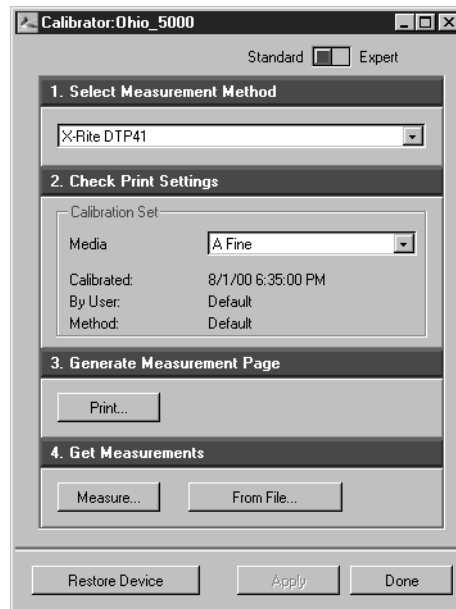 Calibrator:Ohio_5000
Standard Expert
1. Select Measurement Method
X-Rite DTP41
2. Check Print Settings
Calibration Set
Media A Fine
Calibrated: 8/1/00 6:35:00 PM
By User: Default
Method: Default
3. Generate Measurement Page
Print...
4. Get Measurements
Measure... From File...
Restore Device Apply Done